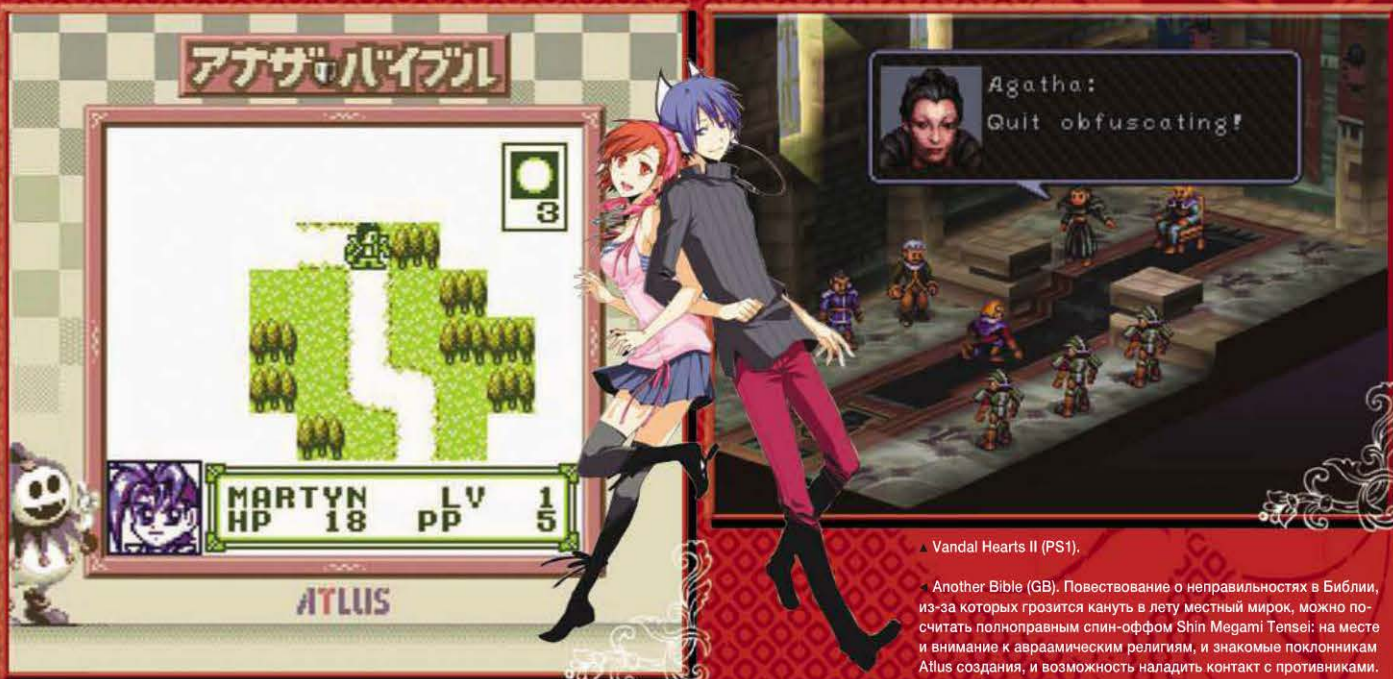 アナザ・バイブル
3
MARTYN LV 1
HP 18 PP 5
ATLUS
Agatha:
Quit obfuscating!
▲ Vandal Hearts II (PS1).
◄ Another Bible (GB). Повествование о неправильностях в Библии,
из-за которых грозится кануть в лету местный мирок, можно по-
считать полноправным спин-оффом Shin Megami Tensei: на месте
и внимание к авраамическим религиям, и знакомые поклонникам
Atlus создания, и возможность наладить контакт с противниками.